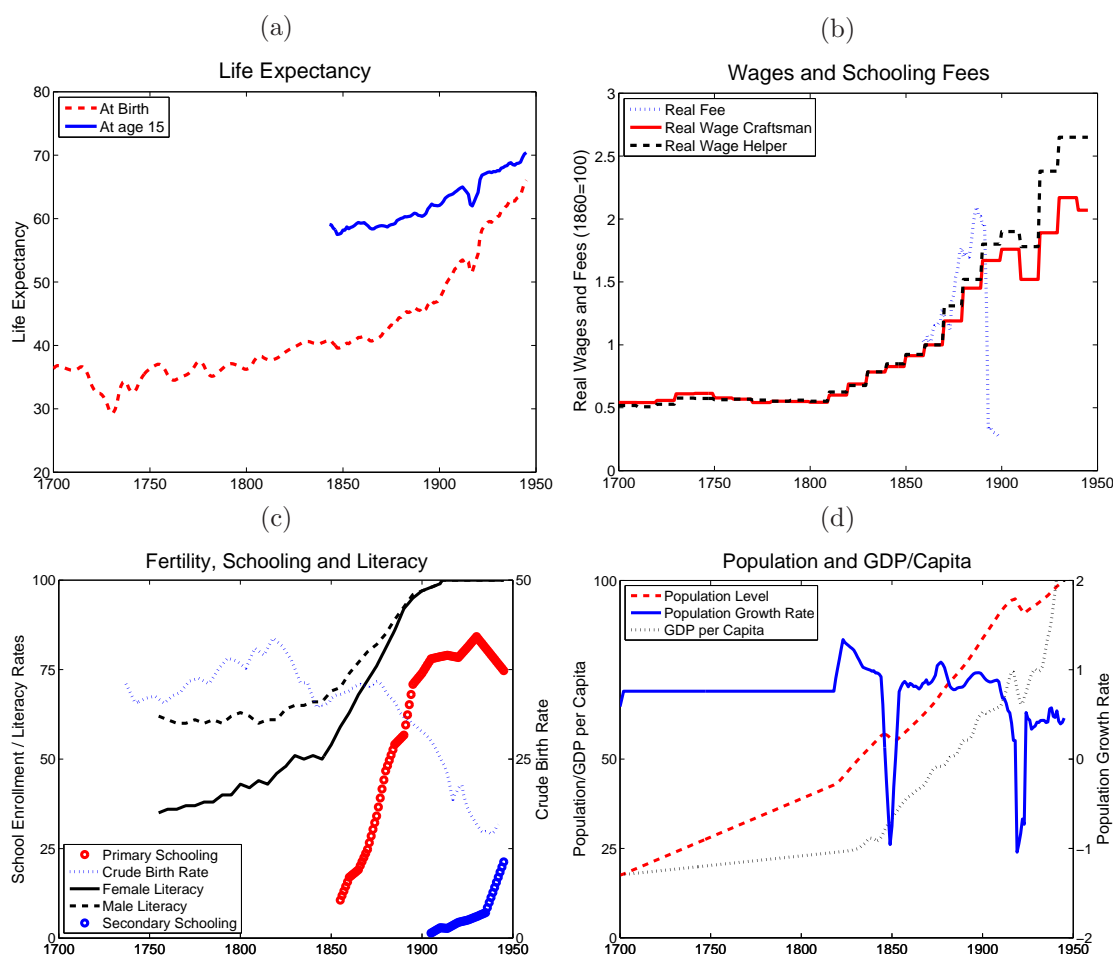 (a)
Life Expectancy
80
70
60
50
40
30
20
1700 1750 1800 1850 1900 1950
Life Expectancy
At Birth
At age 15
(b)
Wages and Schooling Fees
3
2.5
2
1.5
1
0.5
0
1700 1750 1800 1850 1900 1950
Real Wages and Fees (1860=100)
Real Fee
Real Wage Craftsman
Real Wage Helper
(c)
Fertility, Schooling and Literacy
100
75
50
25
0
1700 1750 1800 1850 1900 1950
School Enrollment / Literacy Rates
50
25
0
Crude Birth Rate
Primary Schooling
Crude Birth Rate
Female Literacy
Male Literacy
Secondary Schooling
(d)
Population and GDP/Capita
100
75
50
25
0
1700 1750 1800 1850 1900 1950
Population/GDP per Capita
2
1
0
−1
−2
Population Growth Rate
Population Level
Population Growth Rate
GDP per Capita